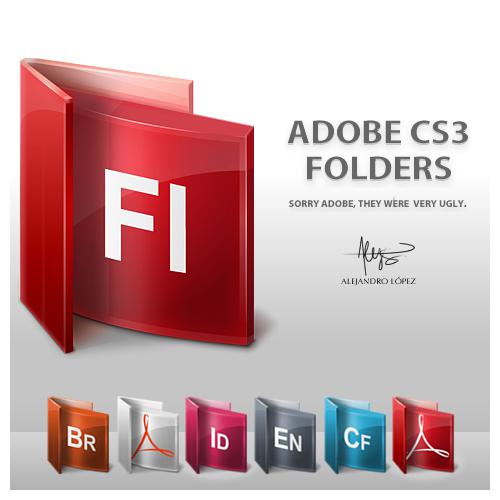 FL
ADOBE CS3
FOLDERS
SORRY ADOBE, THEY WERE VERY UGLY.
ALEJANDRO LÓPEZ
BR
ID
EN
CF